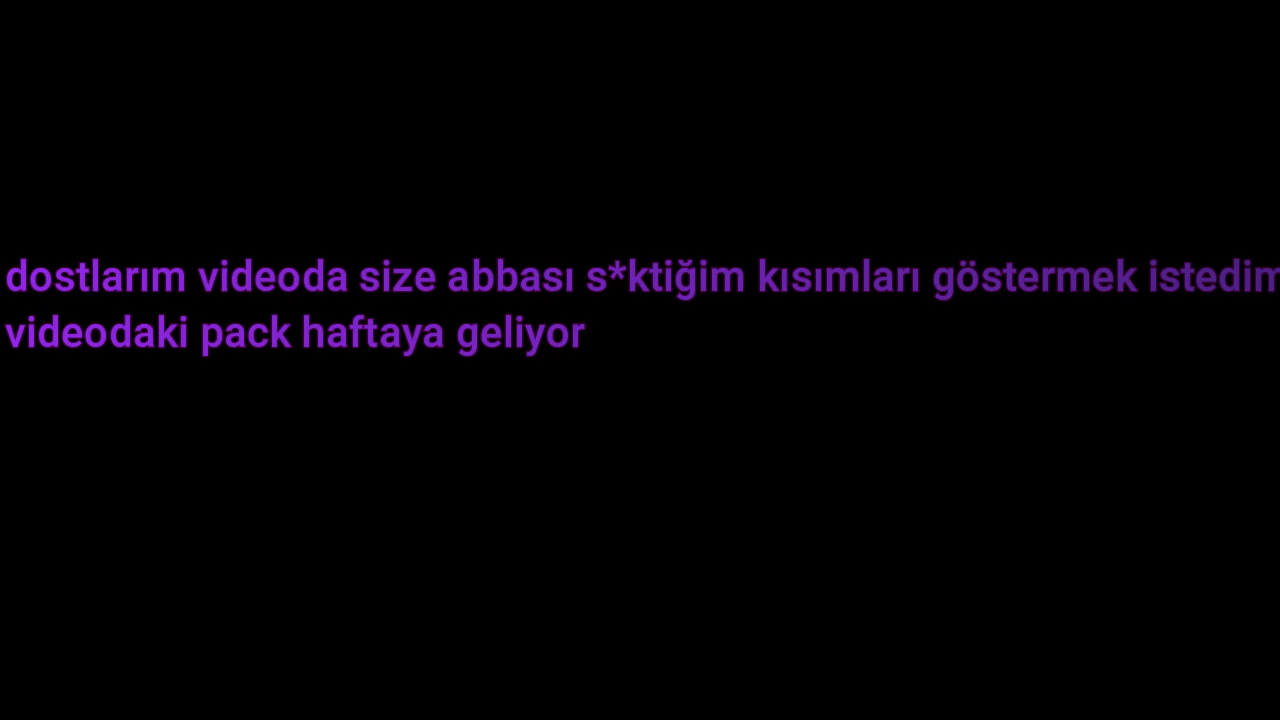 dostlarım videoda size abbası s*ktiğim kısımları göstermek istedim
videodaki pack haftaya geliyor